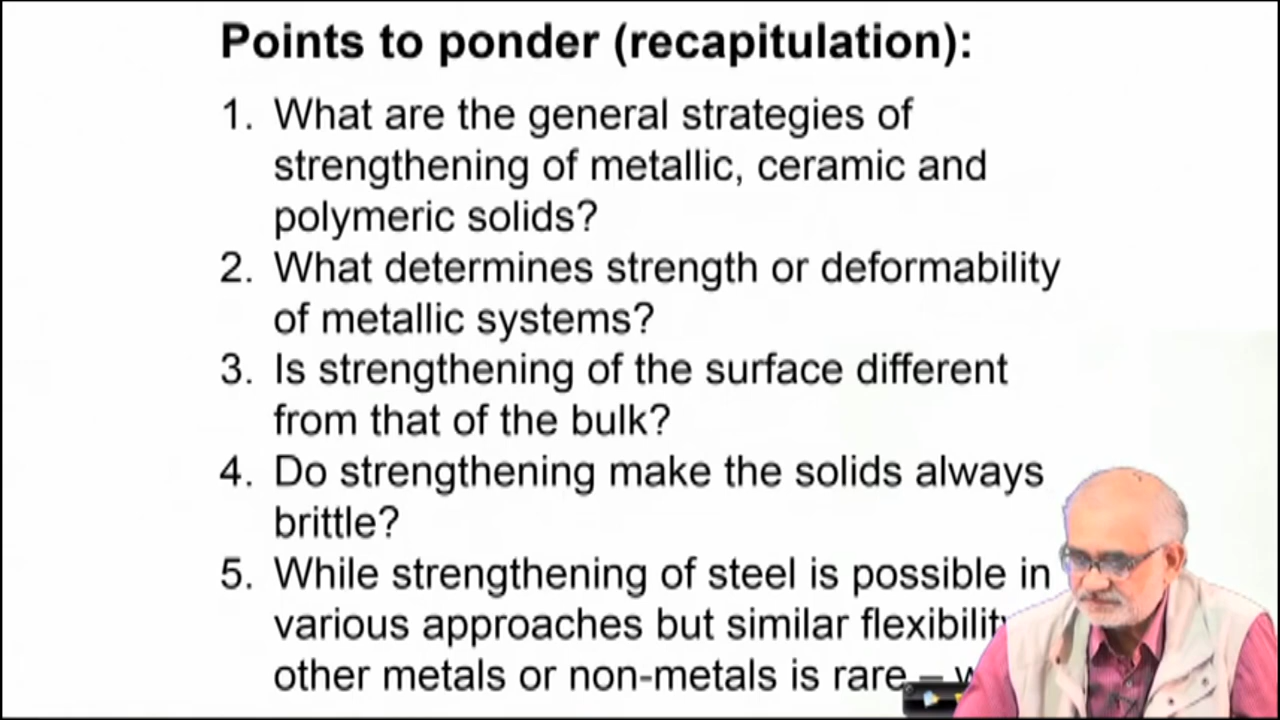 Points to ponder (recapitulation):
1. What are the general strategies of
strengthening of metallic, ceramic and
polymeric solids?
2. What determines strength or deformability
of metallic systems?
3. Is strengthening of the surface different
from that of the bulk?
4. Do strengthening make the solids always
brittle?
5. While strengthening of steel is possible in
various approaches but similar flexibility
other metals or non-metals is rare –